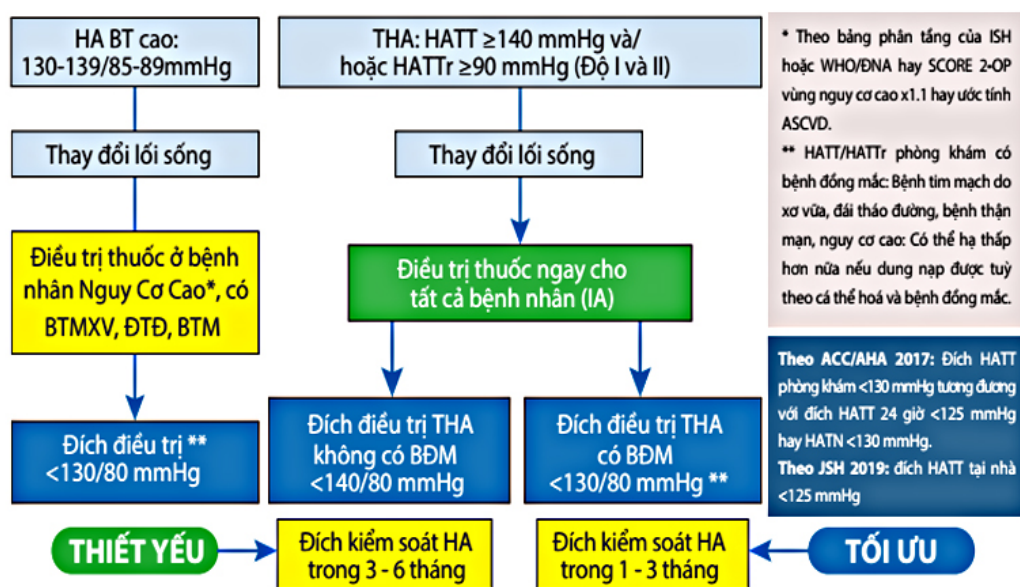 HA BT cao:
130-139/85-89mmHg
THA: HATT ≥140 mmHg và/
hoặc HATTr ≥90 mmHg (Độ I và II)
Thay đổi lối sống
Thay đổi lối sống
Điều trị thuốc ở bệnh
nhân Nguy Cơ Cao*, có
BTMXV, ĐTĐ, BTM
Điều trị thuốc ngay cho
tất cả bệnh nhân (IA)
Đích điều trị **
<130/80 mmHg
Đích điều trị THA
không có BĐM
<140/80 mmHg
Đích điều trị THA
có BĐM
<130/80 mmHg **
THIẾT YẾU
Đích kiểm soát HA
trong 3 - 6 tháng
Đích kiểm soát HA
trong 1 - 3 tháng
TỐI ƯU
* Theo bảng phân tầng của ISH
hoặc WHO/ĐNA hay SCORE 2-OP
vùng nguy cơ cao x1.1 hay ước tính
ASCVD.
** HATT/HATTr phòng khám có
bệnh đồng mắc: Bệnh tim mạch do
xơ vữa, đái tháo đường, bệnh thận
mạn, nguy cơ cao: Có thể hạ thấp
hơn nữa nếu dung nạp được tuỳ
theo cá thể hoá và bệnh đồng mắc.
Theo ACC/AHA 2017: Đích HATT
phòng khám <130 mmHg tương đương
với đích HATT 24 giờ <125 mmHg
hay HATN <130 mmHg.
Theo JSH 2019: đích HATT tại nhà
<125 mmHg